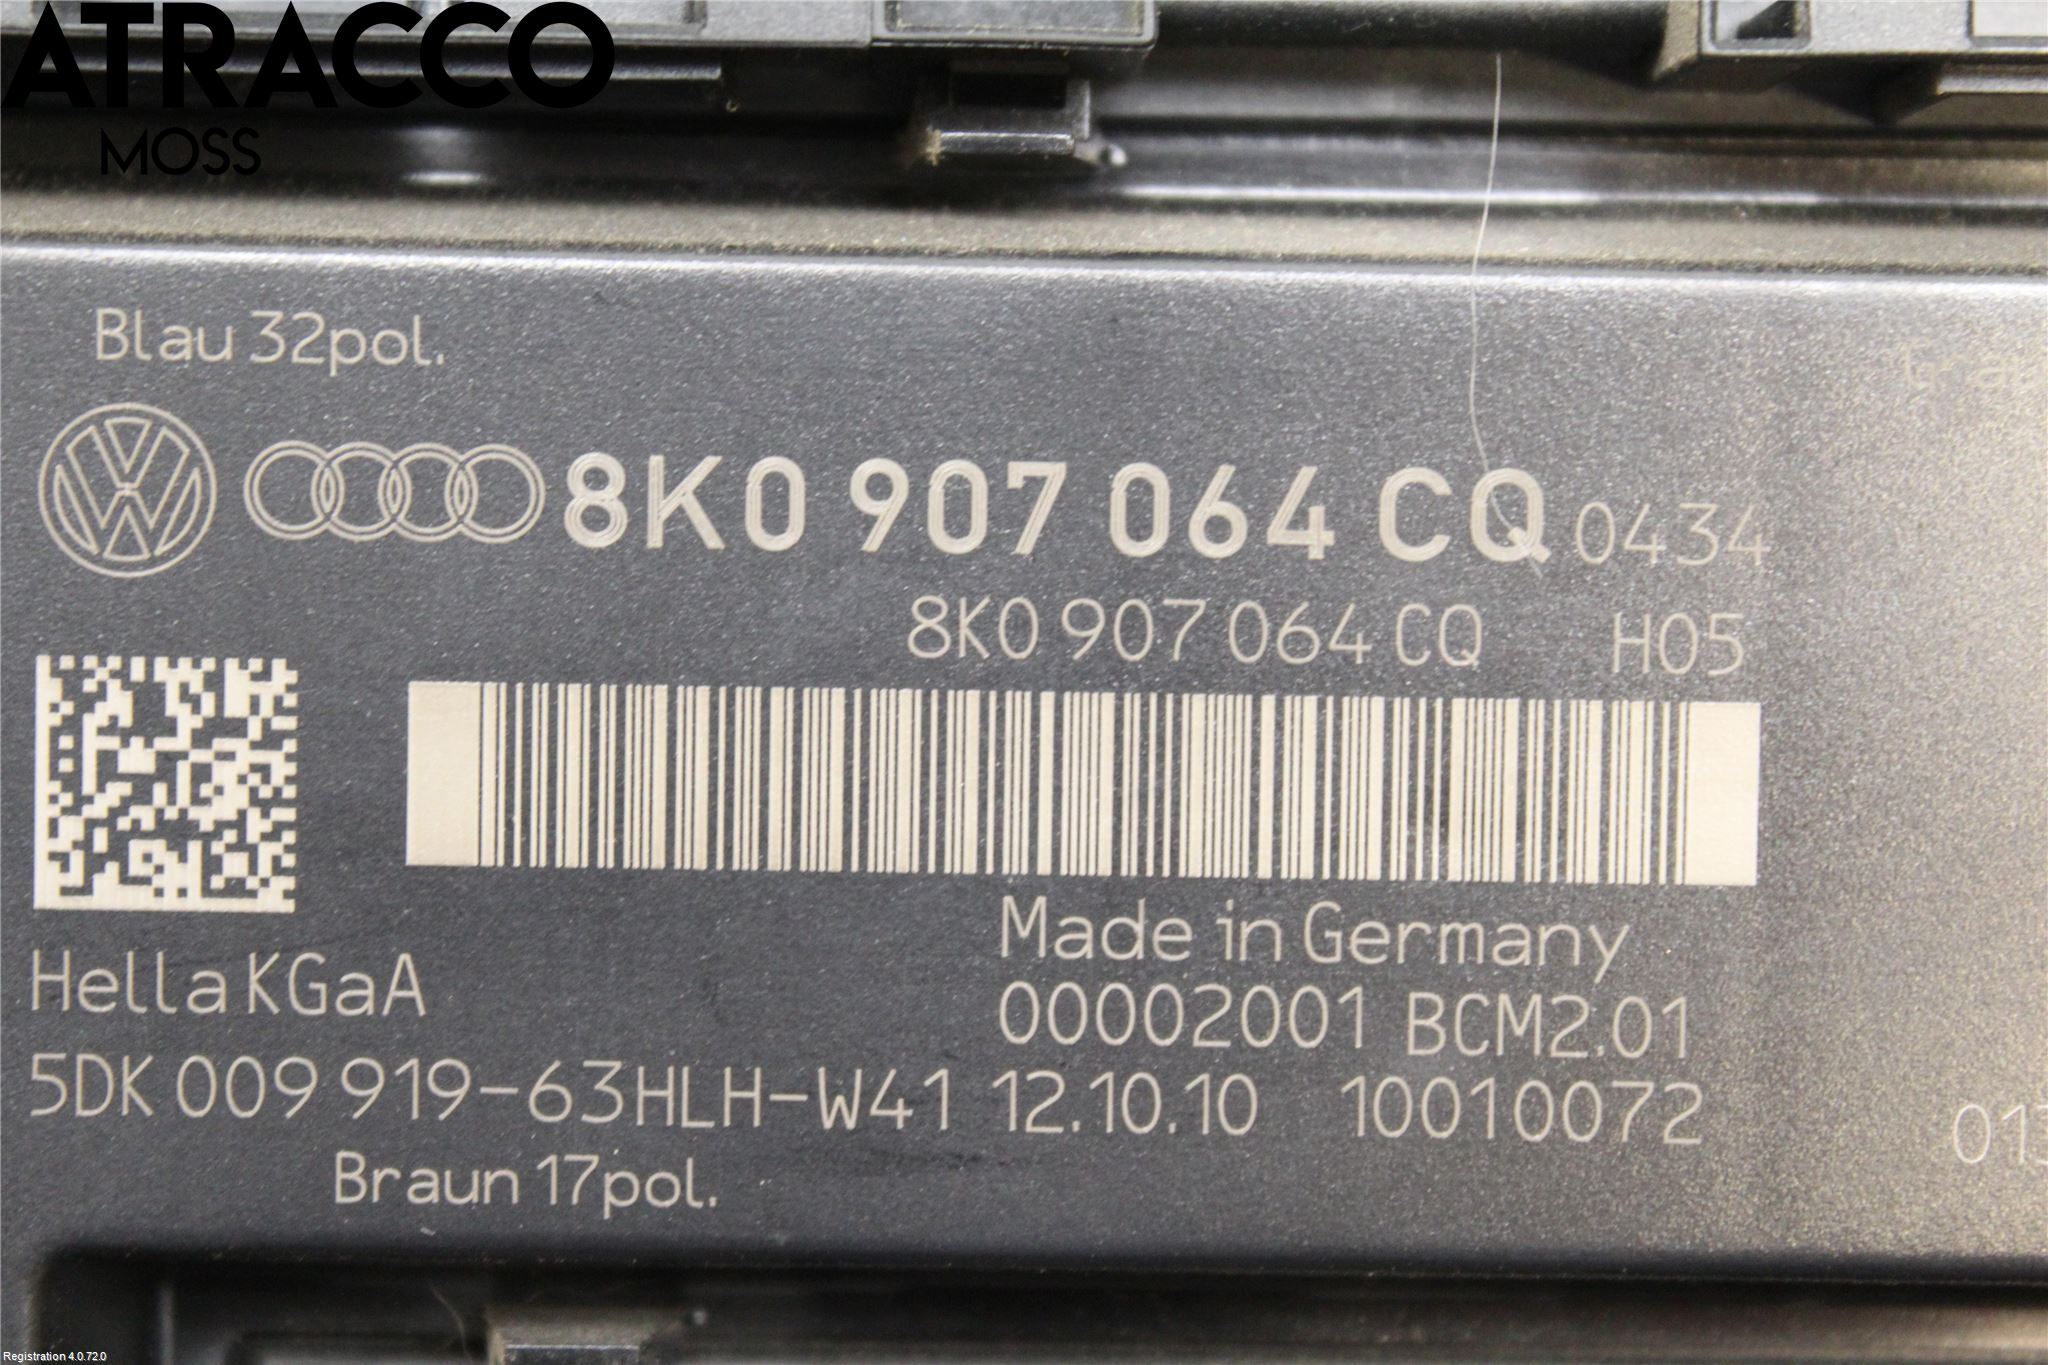 ATRACCO
MOSS
Blau 32pol.
8K0 907 064 CQ 0434
8K0 907 064 CQ H05
Made in Germany
Hella KGaA
00002001 BCM2.01
5DK 009 919-63HLH-W41 12.10.10 10010072
Braun 17pol.
Registration 4.0.72.0